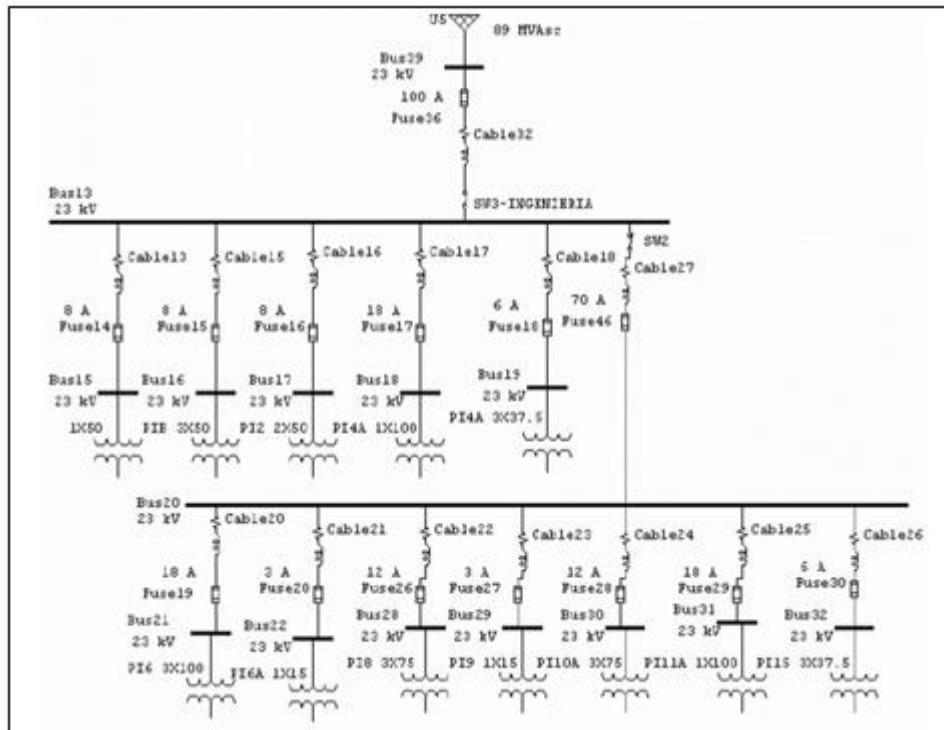 U5
89 MVAsc
Bus39
23 kV
100 A
Fuse36
Cable32
SW3-INGENIERIA
Bus13
23 kV
SW2
Cable13
Cable15
Cable16
Cable17
Cable18
Cable27
8 A
8 A
8 A
18 A
6 A
70 A
Fuse14
Fuse15
Fuse16
Fuse17
Fuse18
Fuse46
Bus15
Bus16
Bus17
Bus18
Bus19
23 kV
23 kV
23 kV
23 kV
23 kV
1X50
PIB 3X50
PI2 2X50
PI4A 1X100
PI4A 3X37.5
Bus20
23 kV
Cable20
Cable21
Cable22
Cable23
Cable24
Cable25
Cable26
18 A
3 A
12 A
3 A
12 A
18 A
6 A
Fuse19
Fuse20
Fuse26
Fuse27
Fuse28
Fuse29
Fuse30
Bus21
Bus22
Bus28
Bus29
Bus30
Bus31
Bus32
23 kV
23 kV
23 kV
23 kV
23 kV
23 kV
23 kV
PI6 3X100
PI6A 1X15
PI8 3X75
PI9 1X15
PI10A 3X75
PI11A 1X100
PI15 3X37.5